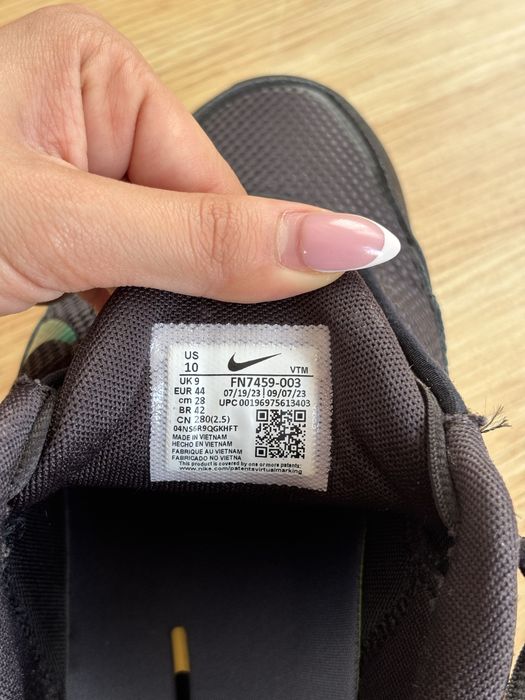 US
10
VTM
UK 9
FN7459-003
EUR 44
07/19/23 | 09/07/23
cm 28
UPC 00196975613403
BR 42
CN 280(2.5)
04NS6R9QGKHFT
MADE IN VIETNAM
HECHO EN VIETNAM
FABRIQUE AU VIETNAM
FABRICADO NO VIETNA
This product is covered by one or more patents:
www.nike.com/patentsvirtualmarking